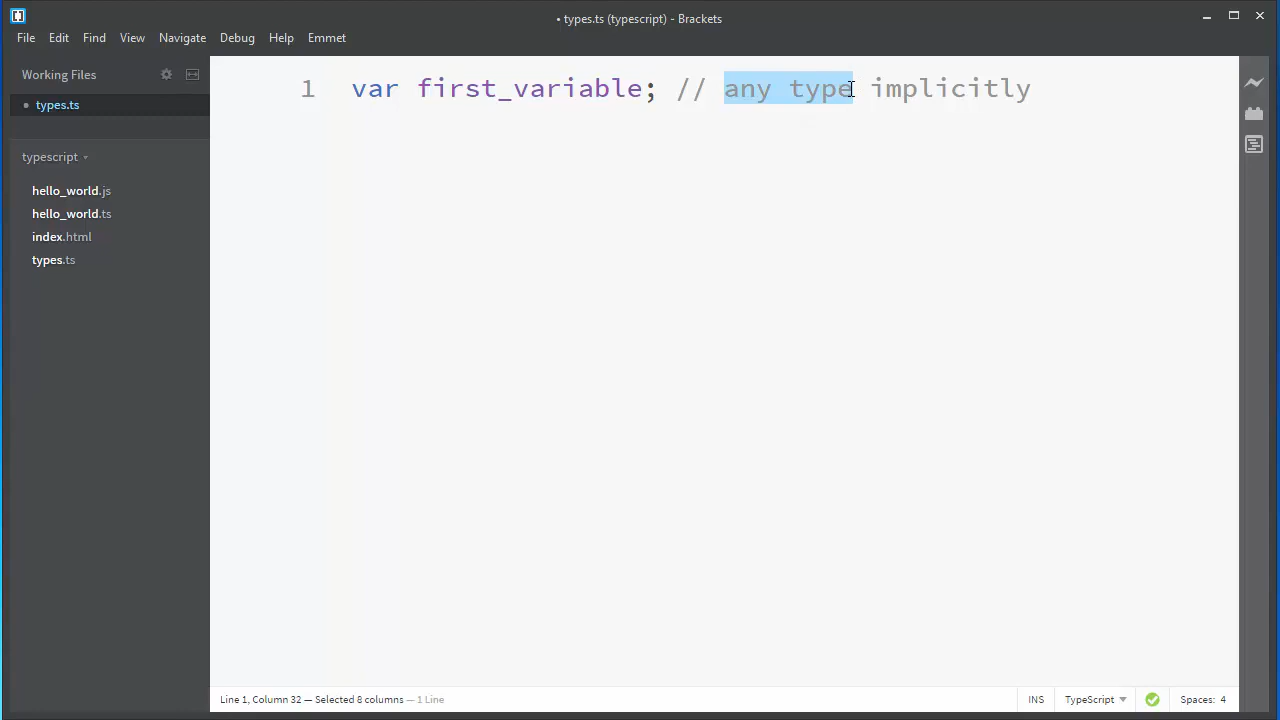 • types.ts (typescript) - Brackets
File Edit Find View Navigate Debug Help Emmet
Working Files
• types.ts
typescript
hello_world.js
hello_world.ts
index.html
types.ts
1 var first_variable; // any type implicitly
Line 1, Column 32 — Selected 8 columns — 1 Line
INS TypeScript Spaces: 4